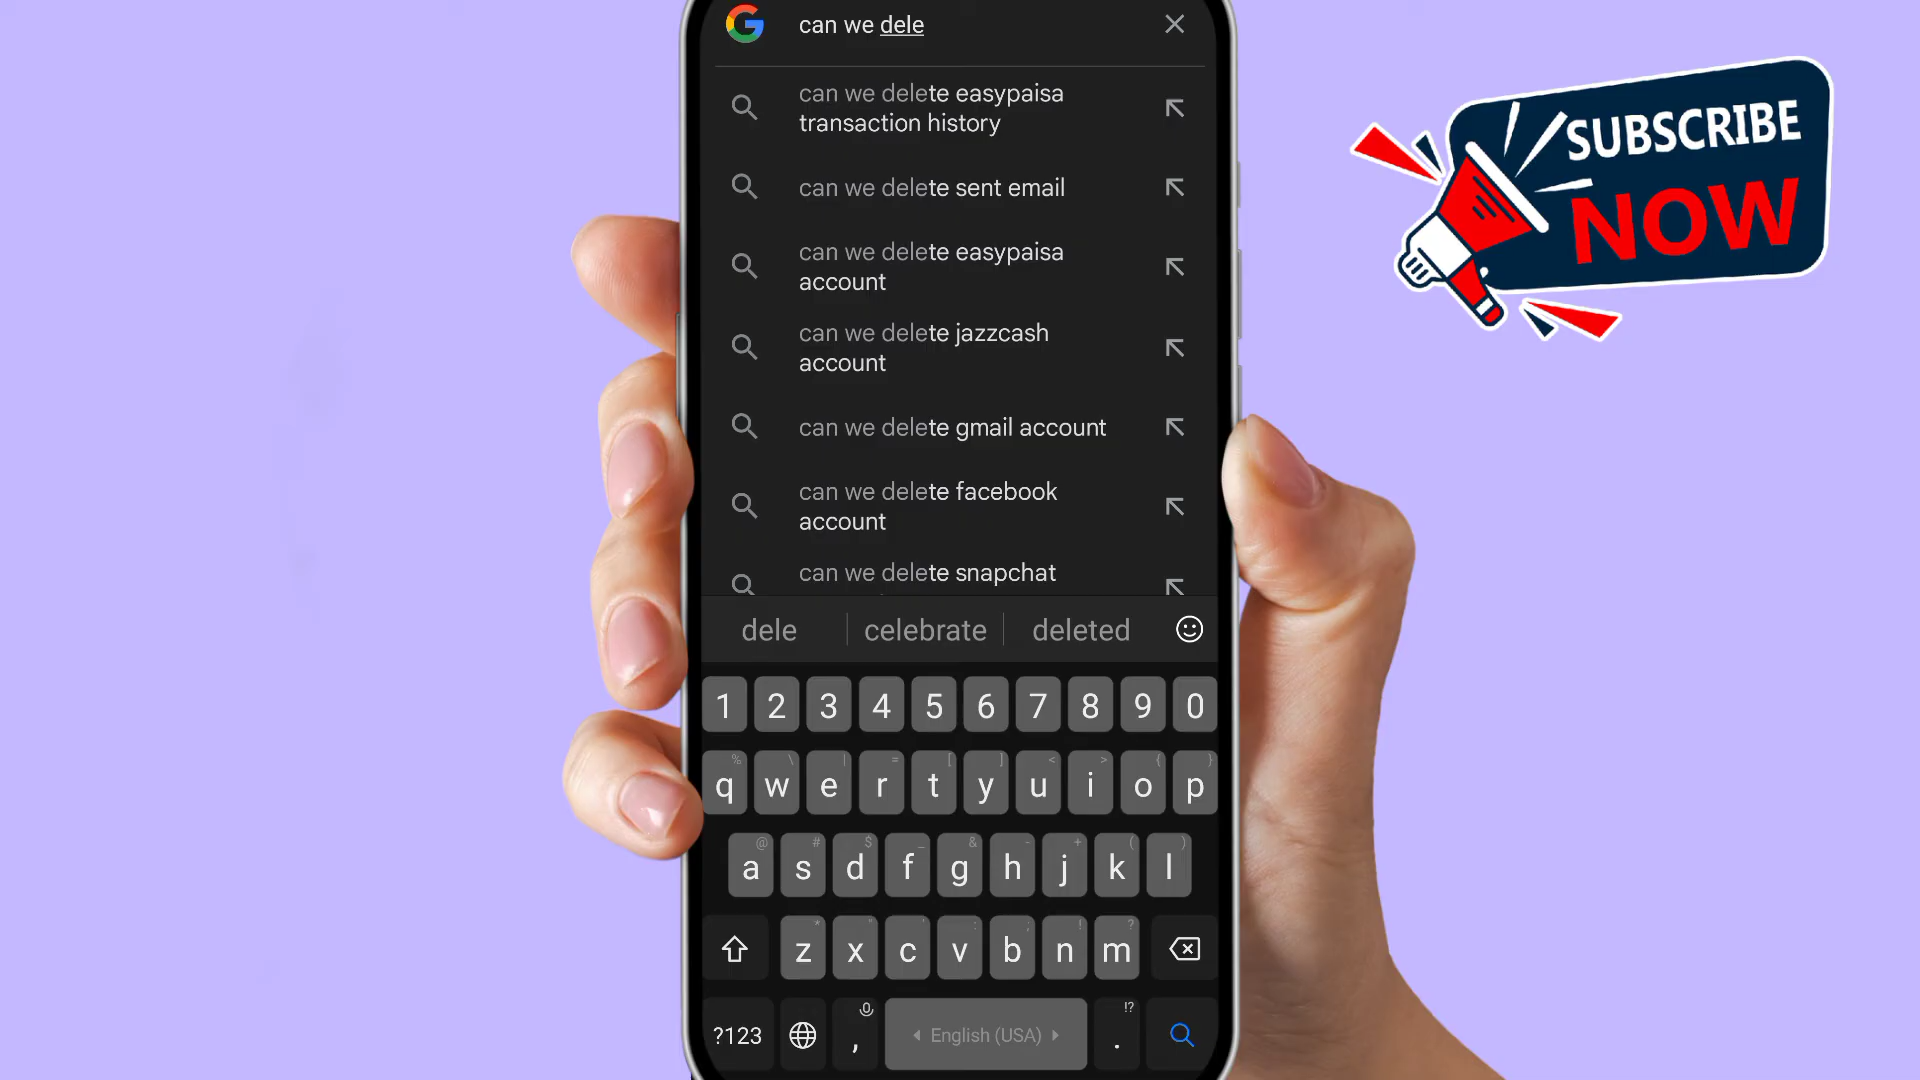 can we dele
can we delete easypaisa
transaction history
can we delete sent email
can we delete easypaisa
account
can we delete jazzcash
account
can we delete gmail account
can we delete facebook
account
can we delete snapchat
dele celebrate deleted
1 2 3 4 5 6 7 8 9 0
q w e r t y u i o p
a s d f g h j k l
z x c v b n m
?123 , English (USA) . !?
SUBSCRIBE
NOW